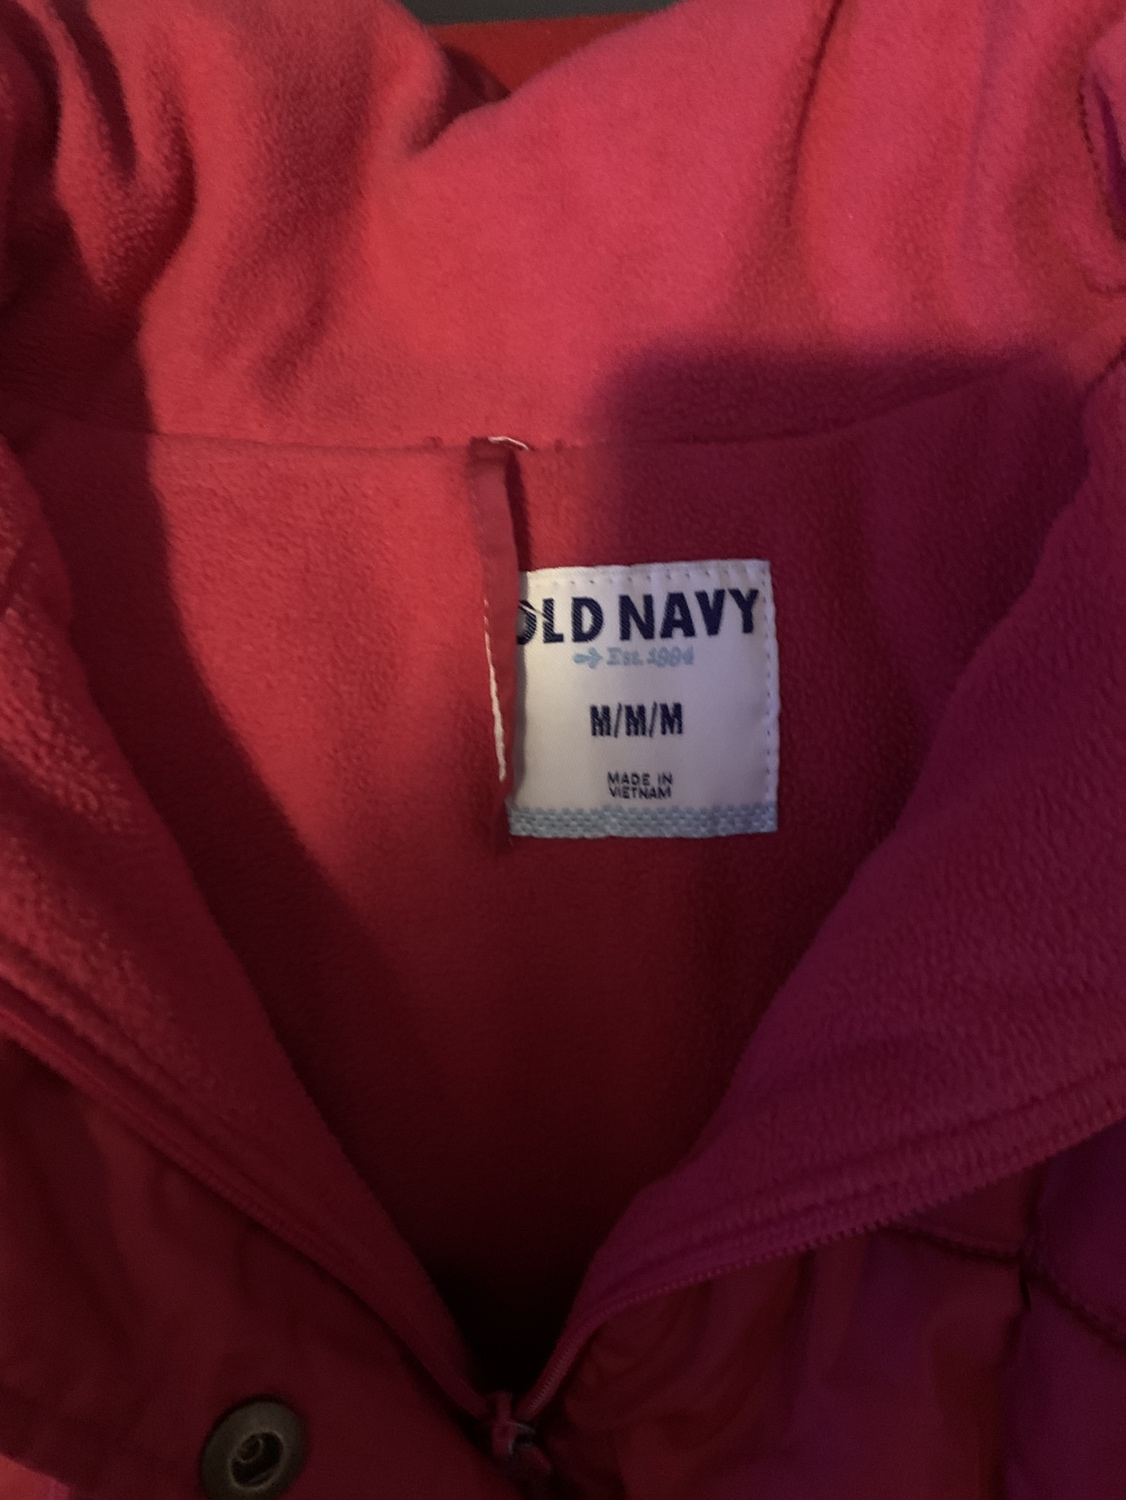 OLD NAVY
Est. 1994
M/M/M
MADE IN
VIETNAM